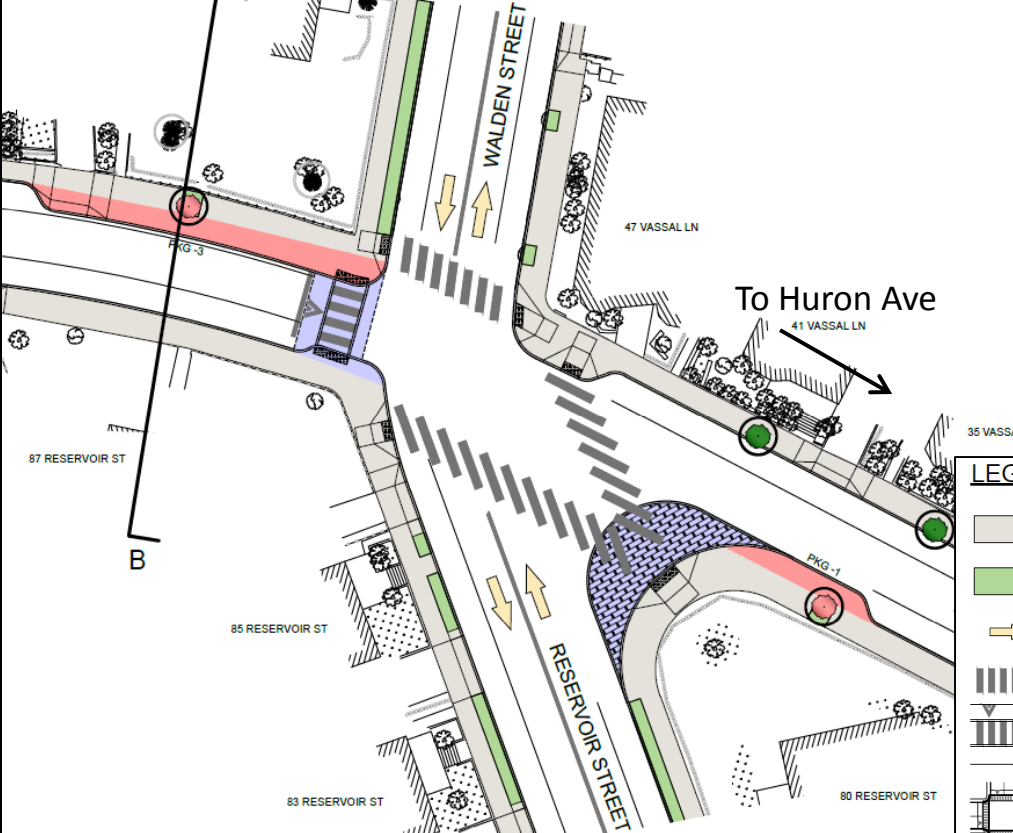 WALDEN STREET
47 VASSAL LN
To Huron Ave
41 VASSAL LN
PKG -3
35 VASSA
LEG
87 RESERVOIR ST
B
PKG -1
85 RESERVOIR ST
RESERVOIR STREET
83 RESERVOIR ST
80 RESERVOIR ST